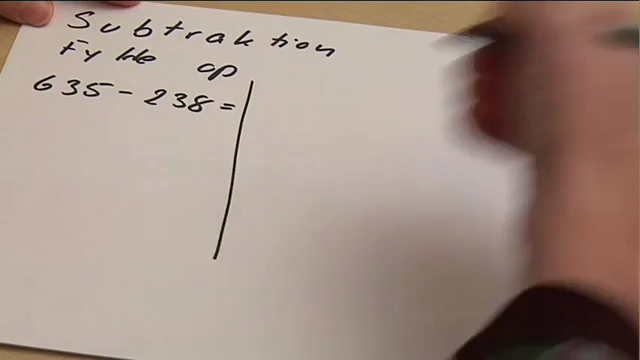 Subtraktion
Fylde op
635 - 238 =